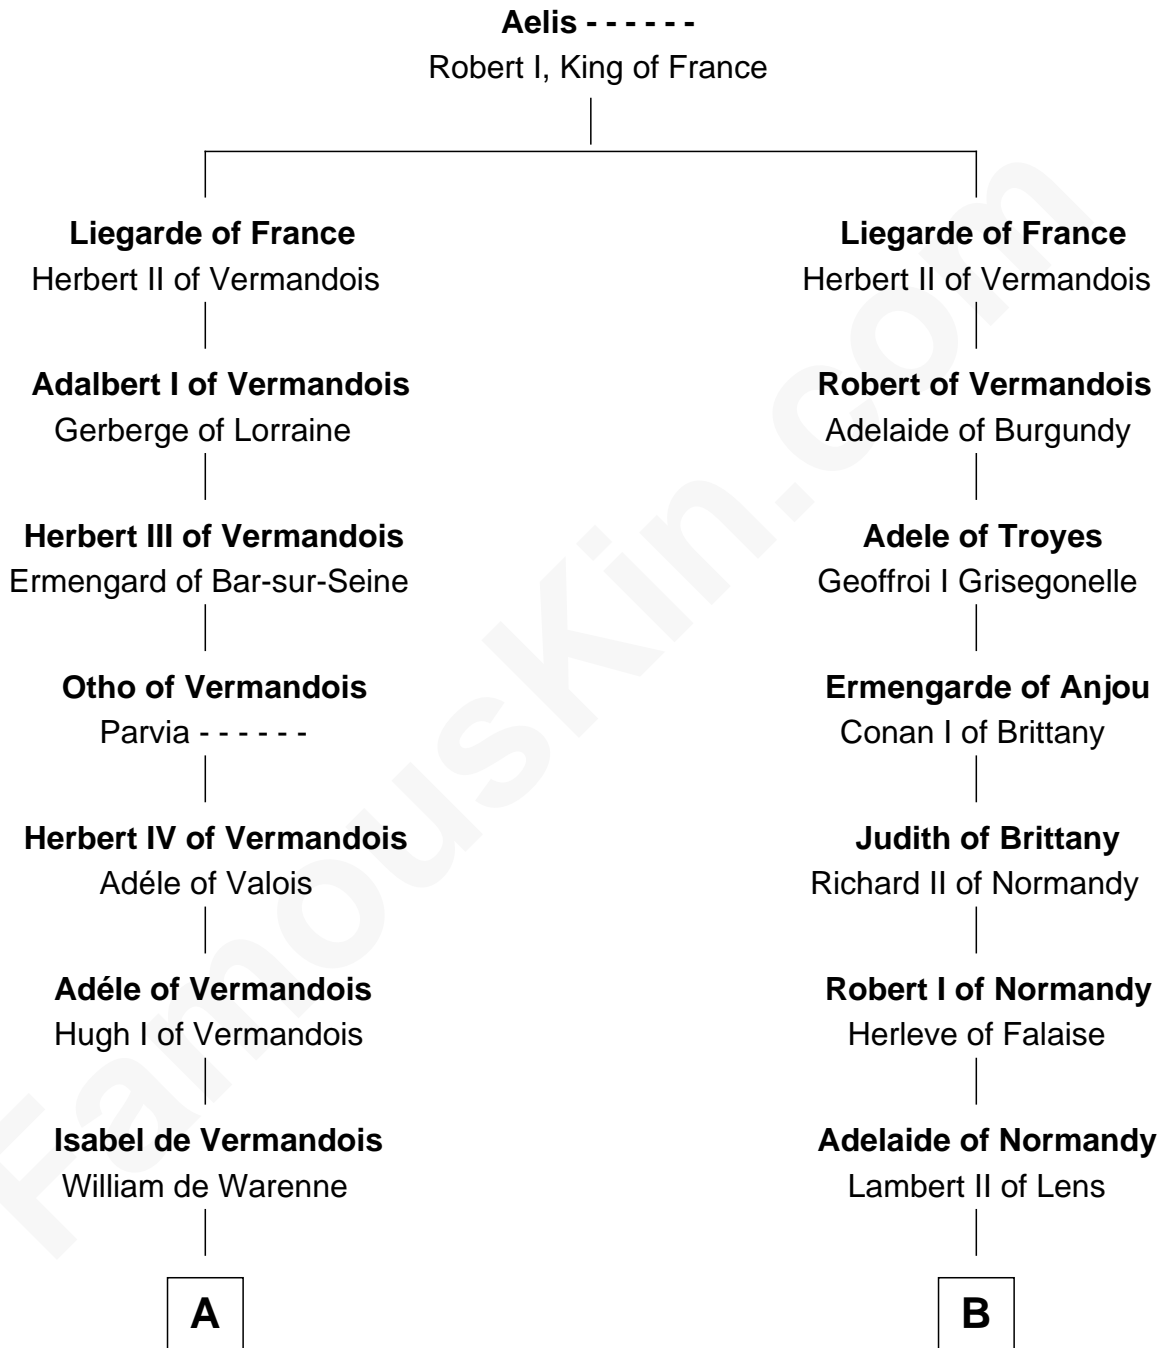 Aelis - - - - - -
Robert I, King of France
Liegarde of France
Herbert II of Vermandois
Liegarde of France
Herbert II of Vermandois
Adalbert I of Vermandois
Gerberge of Lorraine
Robert of Vermandois
Adelaide of Burgundy
Herbert III of Vermandois
Ermengard of Bar-sur-Seine
Adele of Troyes
Geoffroi I Grisegonelle
Otho of Vermandois
Parvia - - - - - -
Ermengarde of Anjou
Conan I of Brittany
Herbert IV of Vermandois
Adéle of Valois
Judith of Brittany
Richard II of Normandy
Adéle of Vermandois
Hugh I of Vermandois
Robert I of Normandy
Herleve of Falaise
Isabel de Vermandois
William de Warenne
Adelaide of Normandy
Lambert II of Lens
A
B
FamousKin.com